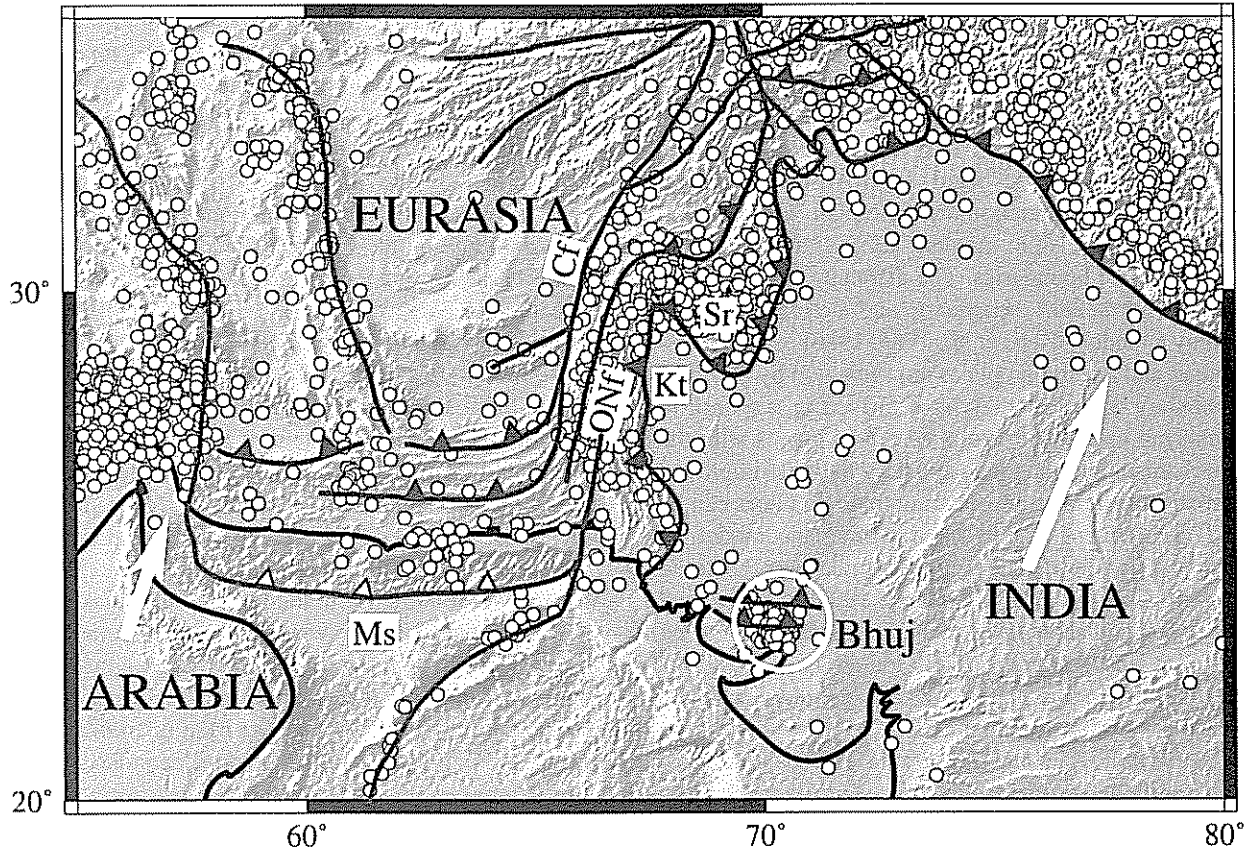 EURASIA
Cf
30°
Sr
ONf
Kt
INDIA
Ms
Bhuj
ARABIA
20°
60°
70°
80°